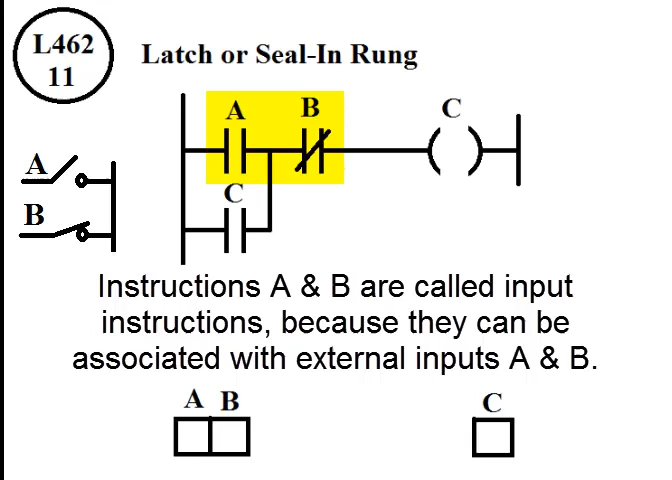 L462
11
Latch or Seal-In Rung
A
B
C
A
C
B
Instructions A & B are called input
instructions, because they can be
associated with external inputs A & B.
A B
C